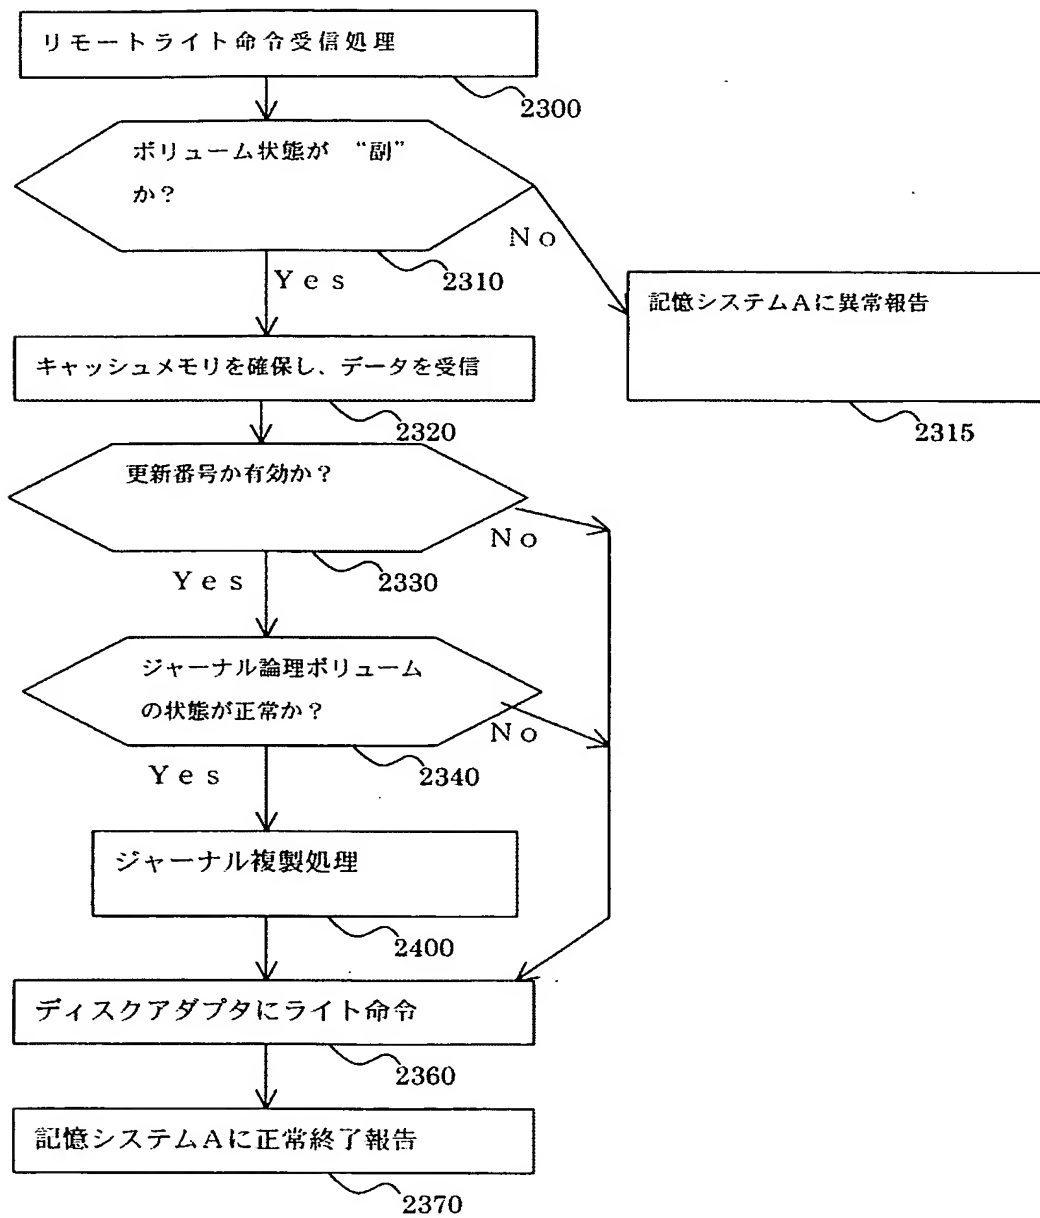 リモートライト命令受信処理
2300
ボリューム状態が “副”
か？
No
Yes
2310
記憶システムAに異常報告
2315
キャッシュメモリを確保し、データを受信
2320
更新番号か有効か？
No
Yes
2330
ジャーナル論理ボリューム
の状態が正常か？
No
Yes
2340
ジャーナル複製処理
2400
ディスクアダプタにライト命令
2360
記憶システムAに正常終了報告
2370